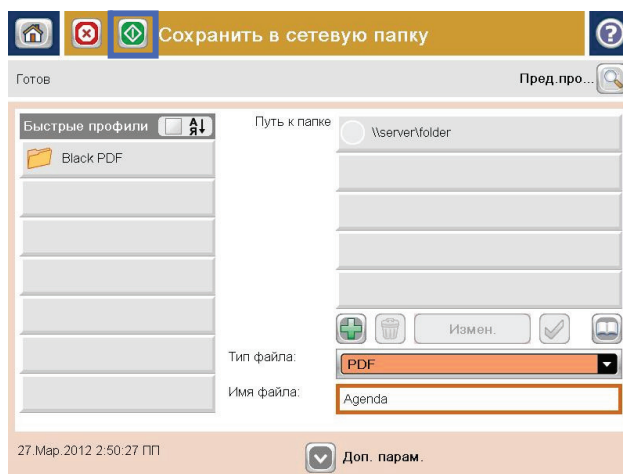 Сохранить в сетевую папку
?
Готов
Пред.про...
Быстрые профили
АЯ
Путь к папке
\\server\folder
Black PDF
Измен.
Тип файла:
PDF
Имя файла:
Agenda
27.Мар.2012 2:50:27 ПП
Доп. парам.